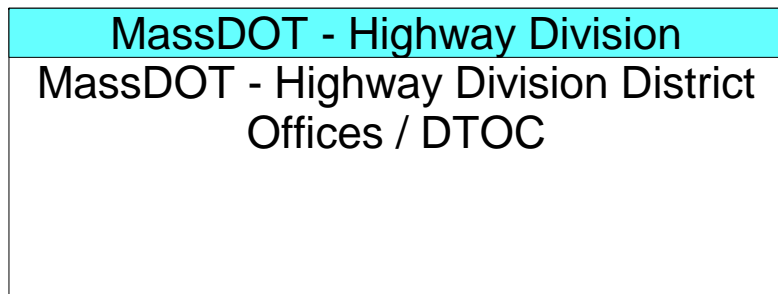 MassDOT - Highway Division
MassDOT - Highway Division District
Offices / DTOC